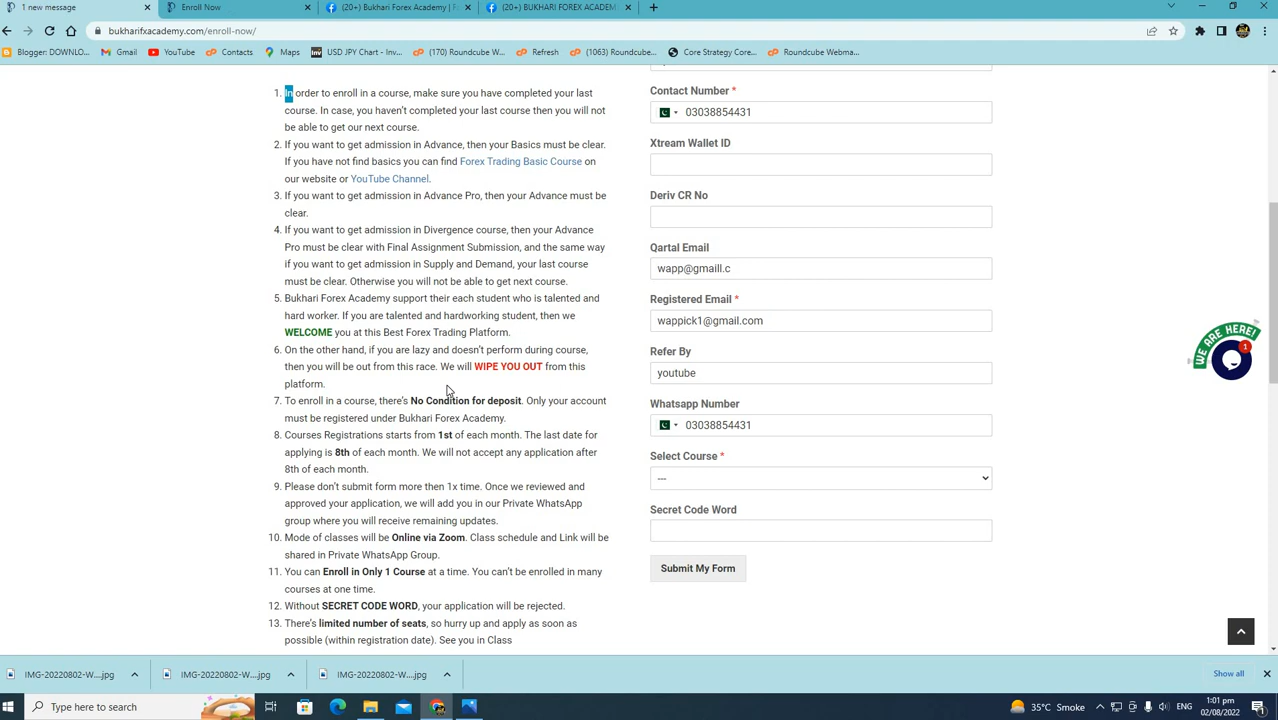 1 new message
Enroll Now
(20+) Bukhari Forex Academy | F
(20+) BUKHARI FOREX ACADEM
bukharifxacademy.com/enroll-now/
Blogger: DOWNLO...
Gmail
YouTube
Contacts
Maps
USD JPY Chart - Inv...
(170) Roundcube W...
Refresh
(1063) Roundcube...
Core Strategy Core...
Roundcube Webma...
1. In order to enroll in a course, make sure you have completed your last
course. In case, you haven't completed your last course then you will not
be able to get our next course.
2. If you want to get admission in Advance, then your Basics must be clear.
If you have not find basics you can find Forex Trading Basic Course on
our website or YouTube Channel.
3. If you want to get admission in Advance Pro, then your Advance must be
clear.
4. If you want to get admission in Divergence course, then your Advance
Pro must be clear with Final Assignment Submission, and the same way
if you want to get admission in Supply and Demand, your last course
must be clear. Otherwise you will not be able to get next course.
5. Bukhari Forex Academy support their each student who is talented and
hard worker. If you are talented and hardworking student, then we
WELCOME you at this Best Forex Trading Platform.
6. On the other hand, if you are lazy and doesn't perform during course,
then you will be out from this race. We will WIPE YOU OUT from this
platform.
7. To enroll in a course, there's No Condition for deposit. Only your account
must be registered under Bukhari Forex Academy.
8. Courses Registrations starts from 1st of each month. The last date for
applying is 8th of each month. We will not accept any application after
8th of each month.
9. Please don't submit form more then 1x time. Once we reviewed and
approved your application, we will add you in our Private WhatsApp
group where you will receive remaining updates.
10. Mode of classes will be Online via Zoom. Class schedule and Link will be
shared in Private WhatsApp Group.
11. You can Enroll in Only 1 Course at a time. You can't be enrolled in many
courses at one time.
12. Without SECRET CODE WORD, your application will be rejected.
13. There's limited number of seats, so hurry up and apply as soon as
possible (within registration date). See you in Class
Contact Number *
03038854431
Xtream Wallet ID
Deriv CR No
Qartal Email
wapp@gmaill.c
Registered Email *
wappick1@gmail.com
Refer By
youtube
Whatsapp Number
03038854431
Select Course *
---
Secret Code Word
Submit My Form
WE ARE HERE!
1
IMG-20220802-W....jpg
IMG-20220802-W....jpg
IMG-20220802-W....jpg
Show all
Type here to search
35°C Smoke
1:01 pm
02/08/2022
1